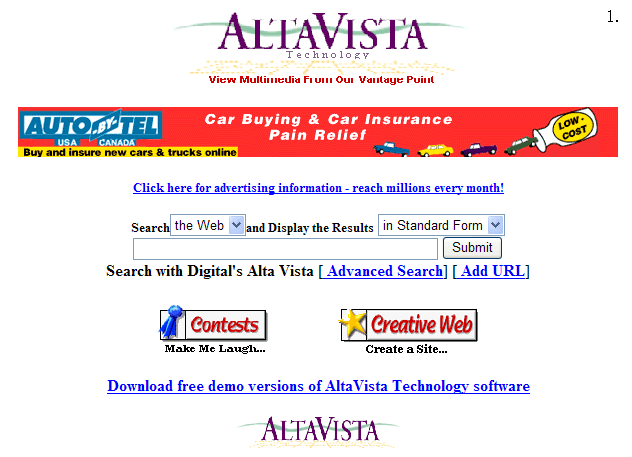 1.
ALTAVISTA
Technology
View Multimedia From Our Vantage Point
AUTO BY TEL
USA CANADA
Buy and insure new cars & trucks online
Car Buying & Car Insurance
Pain Relief
LOW-
COST
Click here for advertising information - reach millions every month!
Search the Web and Display the Results in Standard Form
Submit
Search with Digital's Alta Vista [ Advanced Search] [ Add URL]
Contests
Make Me Laugh...
Creative Web
Create a Site...
Download free demo versions of AltaVista Technology software
ALTAVISTA